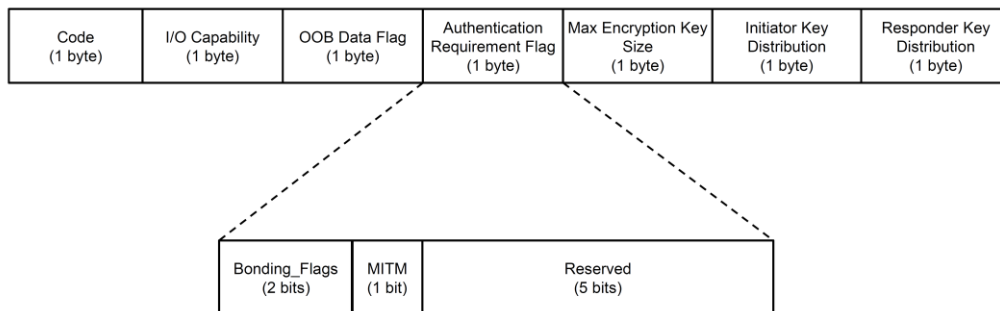 Code
(1 byte)
I/O Capability
(1 byte)
OOB Data Flag
(1 byte)
Authentication
Requirement Flag
(1 byte)
Max Encryption Key
Size
(1 byte)
Initiator Key
Distribution
(1 byte)
Responder Key
Distribution
(1 byte)
Bonding_Flags
(2 bits)
MITM
(1 bit)
Reserved
(5 bits)